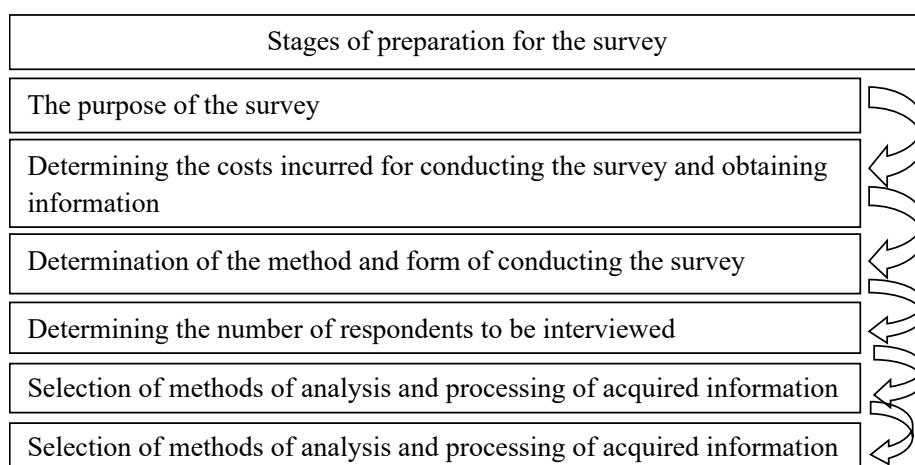 Stages of preparation for the survey
The purpose of the survey
Determining the costs incurred for conducting the survey and obtaining
information
Determination of the method and form of conducting the survey
Determining the number of respondents to be interviewed
Selection of methods of analysis and processing of acquired information
Selection of methods of analysis and processing of acquired information